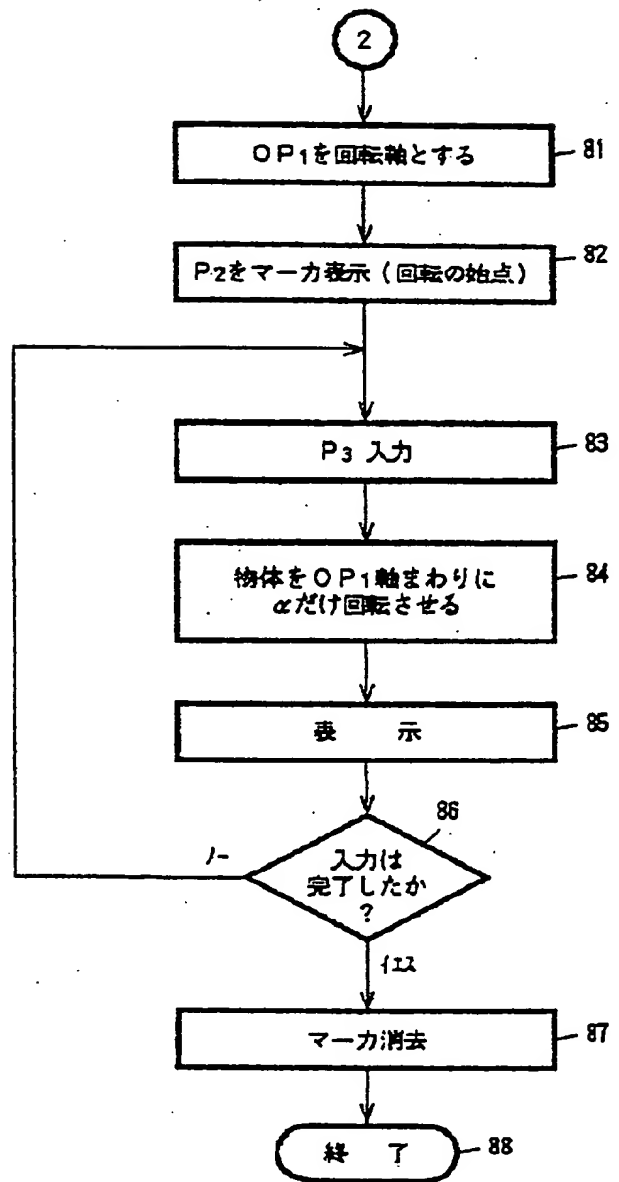 2
OP₁を回転軸とする
81
P₂をマーカ表示（回転の始点）
82
P₃ 入力
83
物体をOP₁軸まわりに
αだけ回転させる
84
表 示
85
86
ノー
入力は
完了したか
?
イエス
マーカ消去
87
終 了
88